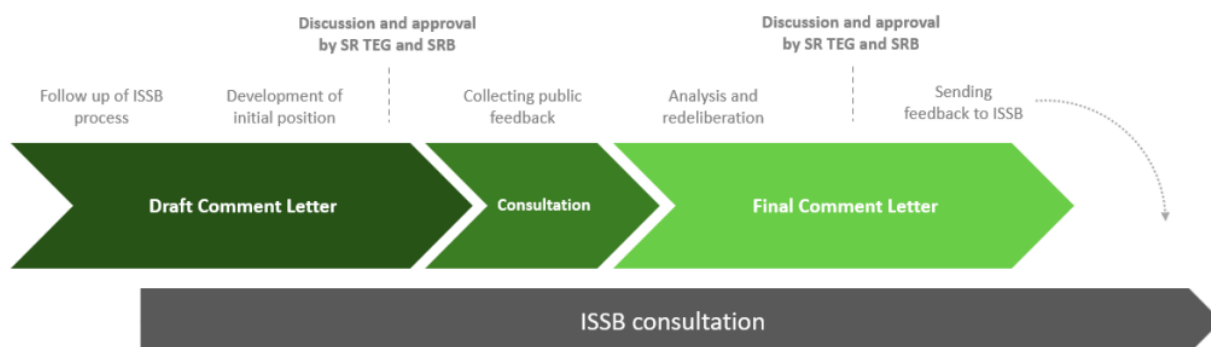 Discussion and approval
by SR TEG and SRB
Discussion and approval
by SR TEG and SRB
Follow up of ISSB
process
Development of
initial position
Collecting public
feedback
Analysis and
redeliberation
Sending
feedback to ISSB
Draft Comment Letter
Consultation
Final Comment Letter
ISSB consultation